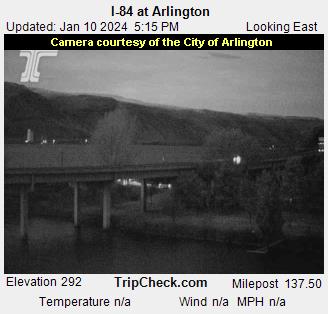 I-84 at Arlington
Updated: Jan 10 2024 5:15 PM Looking East
Camera courtesy of the City of Arlington
Elevation 292 TripCheck.com Milepost 137.50
Temperature n/a Wind n/a MPH n/a